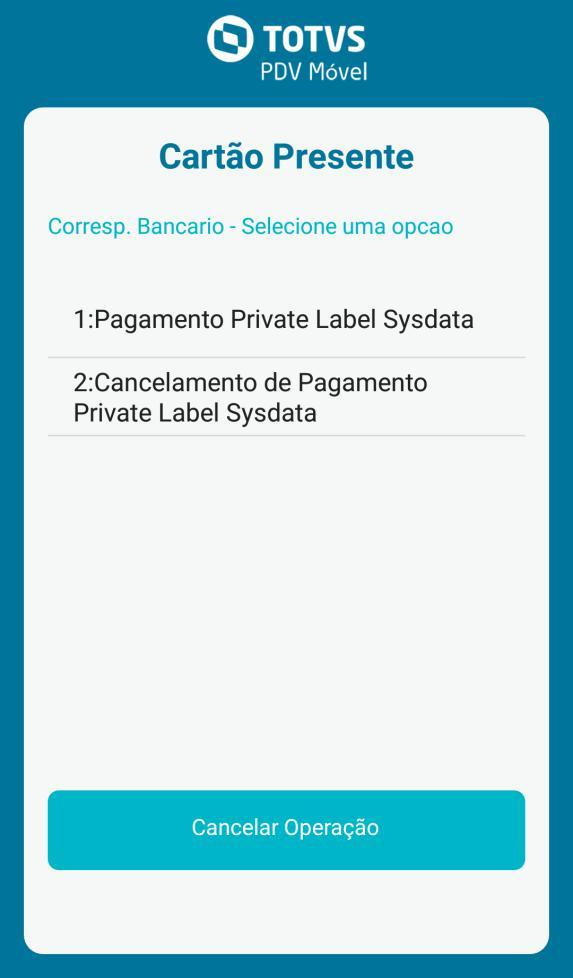 TOTVS
PDV Móvel
Cartão Presente
Corresp. Bancario - Selecione uma opcao
1:Pagamento Private Label Sysdata
2:Cancelamento de Pagamento
Private Label Sysdata
Cancelar Operação